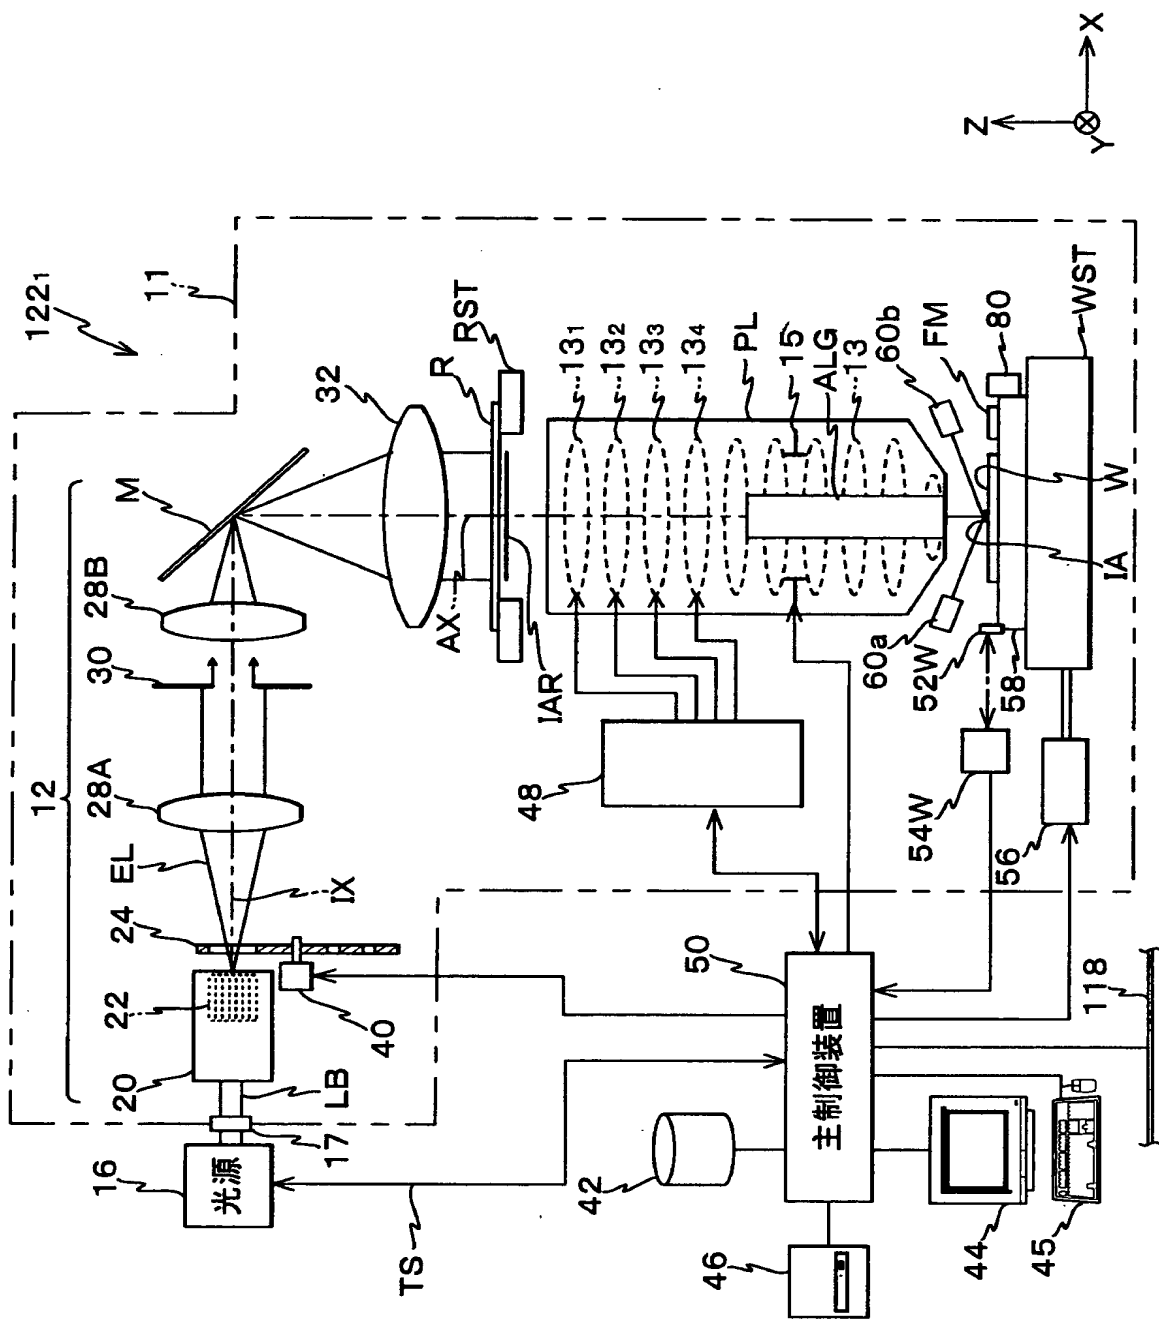 122₁
11
12
M
28B
30
28A
EL
IX
24
22
20
LB
17
16
光源
40
TS
32
R
RST
AX
IAR
13₁
13₂
13₃
13₄
PL
15
ALG
13
60b
FM
80
WST
W
IA
60a
52W
58
54W
56
48
50
主制御装置
42
46
44
45
118
Z
X
Y